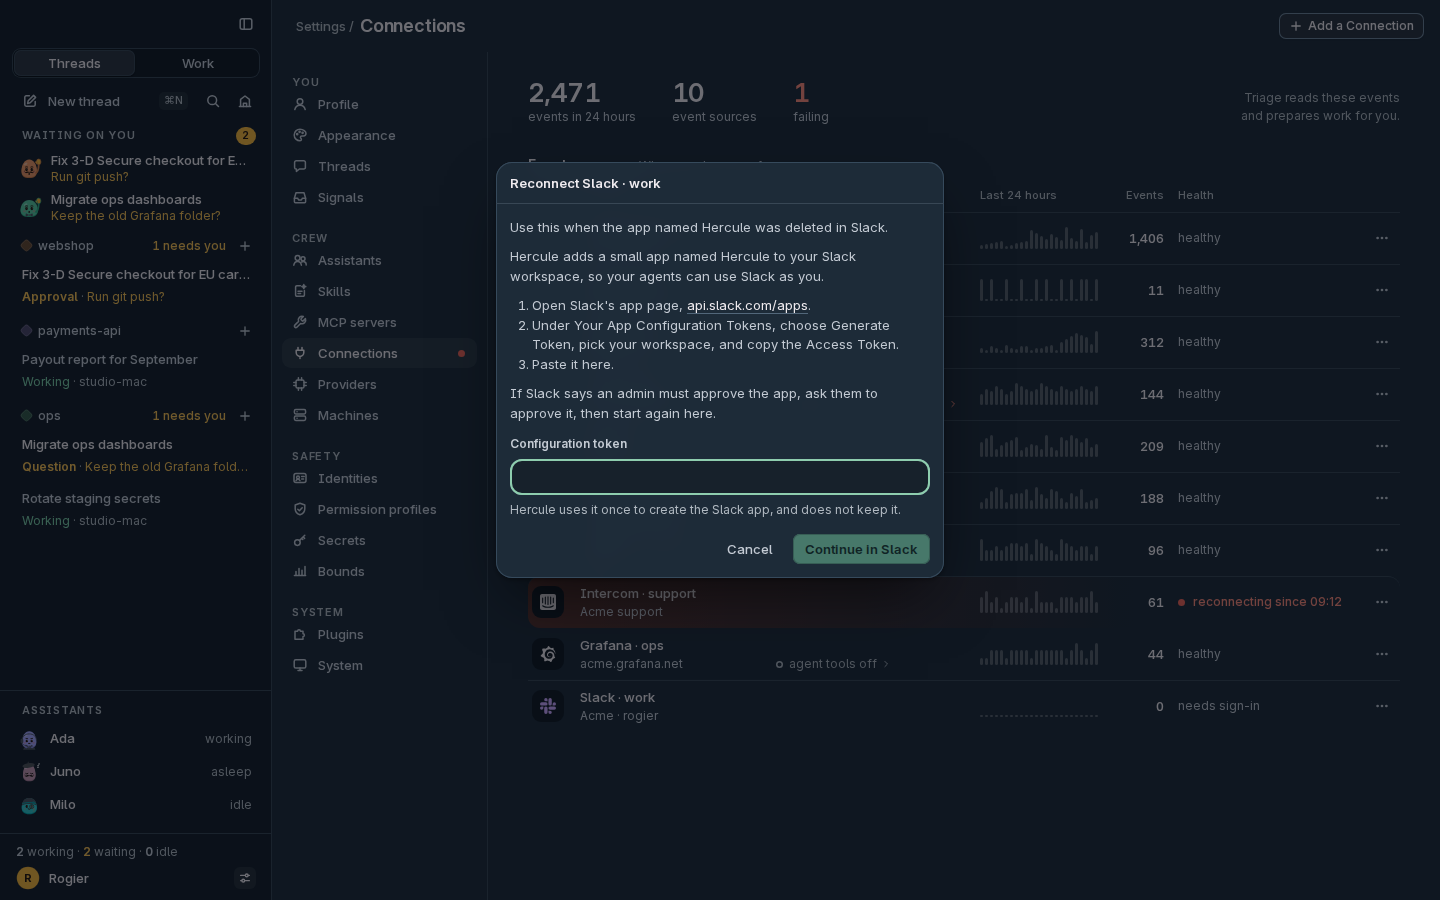 Settings / Connections
+ Add a Connection
Threads
Work
New thread
⌘N
WAITING ON YOU
2
Fix 3-D Secure checkout for E...
Run git push?
Migrate ops dashboards
Keep the old Grafana folder?
webshop
1 needs you
Fix 3-D Secure checkout for EU car...
Approval · Run git push?
payments-api
Payout report for September
Working · studio-mac
ops
1 needs you
Migrate ops dashboards
Question · Keep the old Grafana fold...
Rotate staging secrets
Working · studio-mac
ASSISTANTS
Ada
working
Juno
asleep
Milo
idle
2 working · 2 waiting · 0 idle
R
Rogier
YOU
Profile
Appearance
Threads
Signals
CREW
Assistants
Skills
MCP servers
Connections
Providers
Machines
SAFETY
Identities
Permission profiles
Secrets
Bounds
SYSTEM
Plugins
System
2,471
events in 24 hours
10
event sources
1
failing
Triage reads these events
and prepares work for you.
Last 24 hours
Events
Health
1,406
healthy
11
healthy
312
healthy
144
healthy
209
healthy
188
healthy
96
healthy
Intercom · support
Acme support
61
reconnecting since 09:12
Grafana · ops
acme.grafana.net
agent tools off
44
healthy
Slack · work
Acme · rogier
0
needs sign-in
Reconnect Slack · work
Use this when the app named Hercule was deleted in Slack.
Hercule adds a small app named Hercule to your Slack
workspace, so your agents can use Slack as you.
1. Open Slack's app page, api.slack.com/apps.
2. Under Your App Configuration Tokens, choose Generate
Token, pick your workspace, and copy the Access Token.
3. Paste it here.
If Slack says an admin must approve the app, ask them to
approve it, then start again here.
Configuration token
Hercule uses it once to create the Slack app, and does not keep it.
Cancel
Continue in Slack